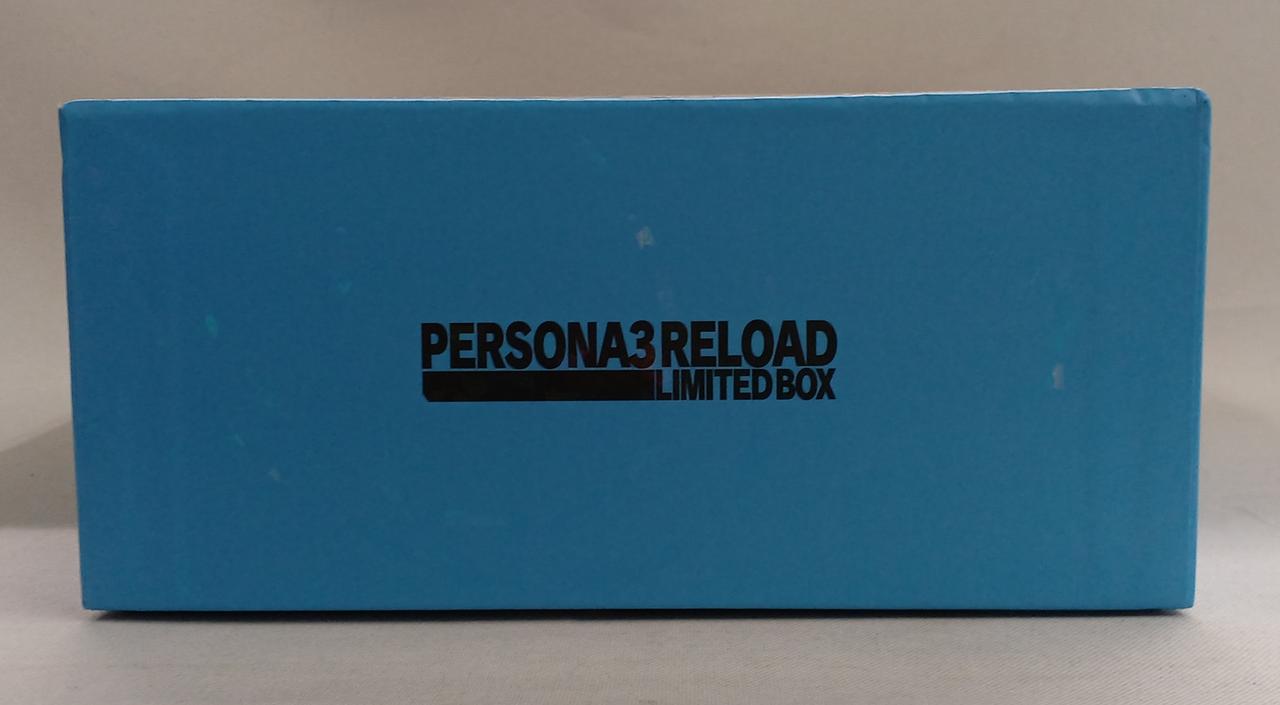 PERSONA3 RELOAD
LIMITED BOX